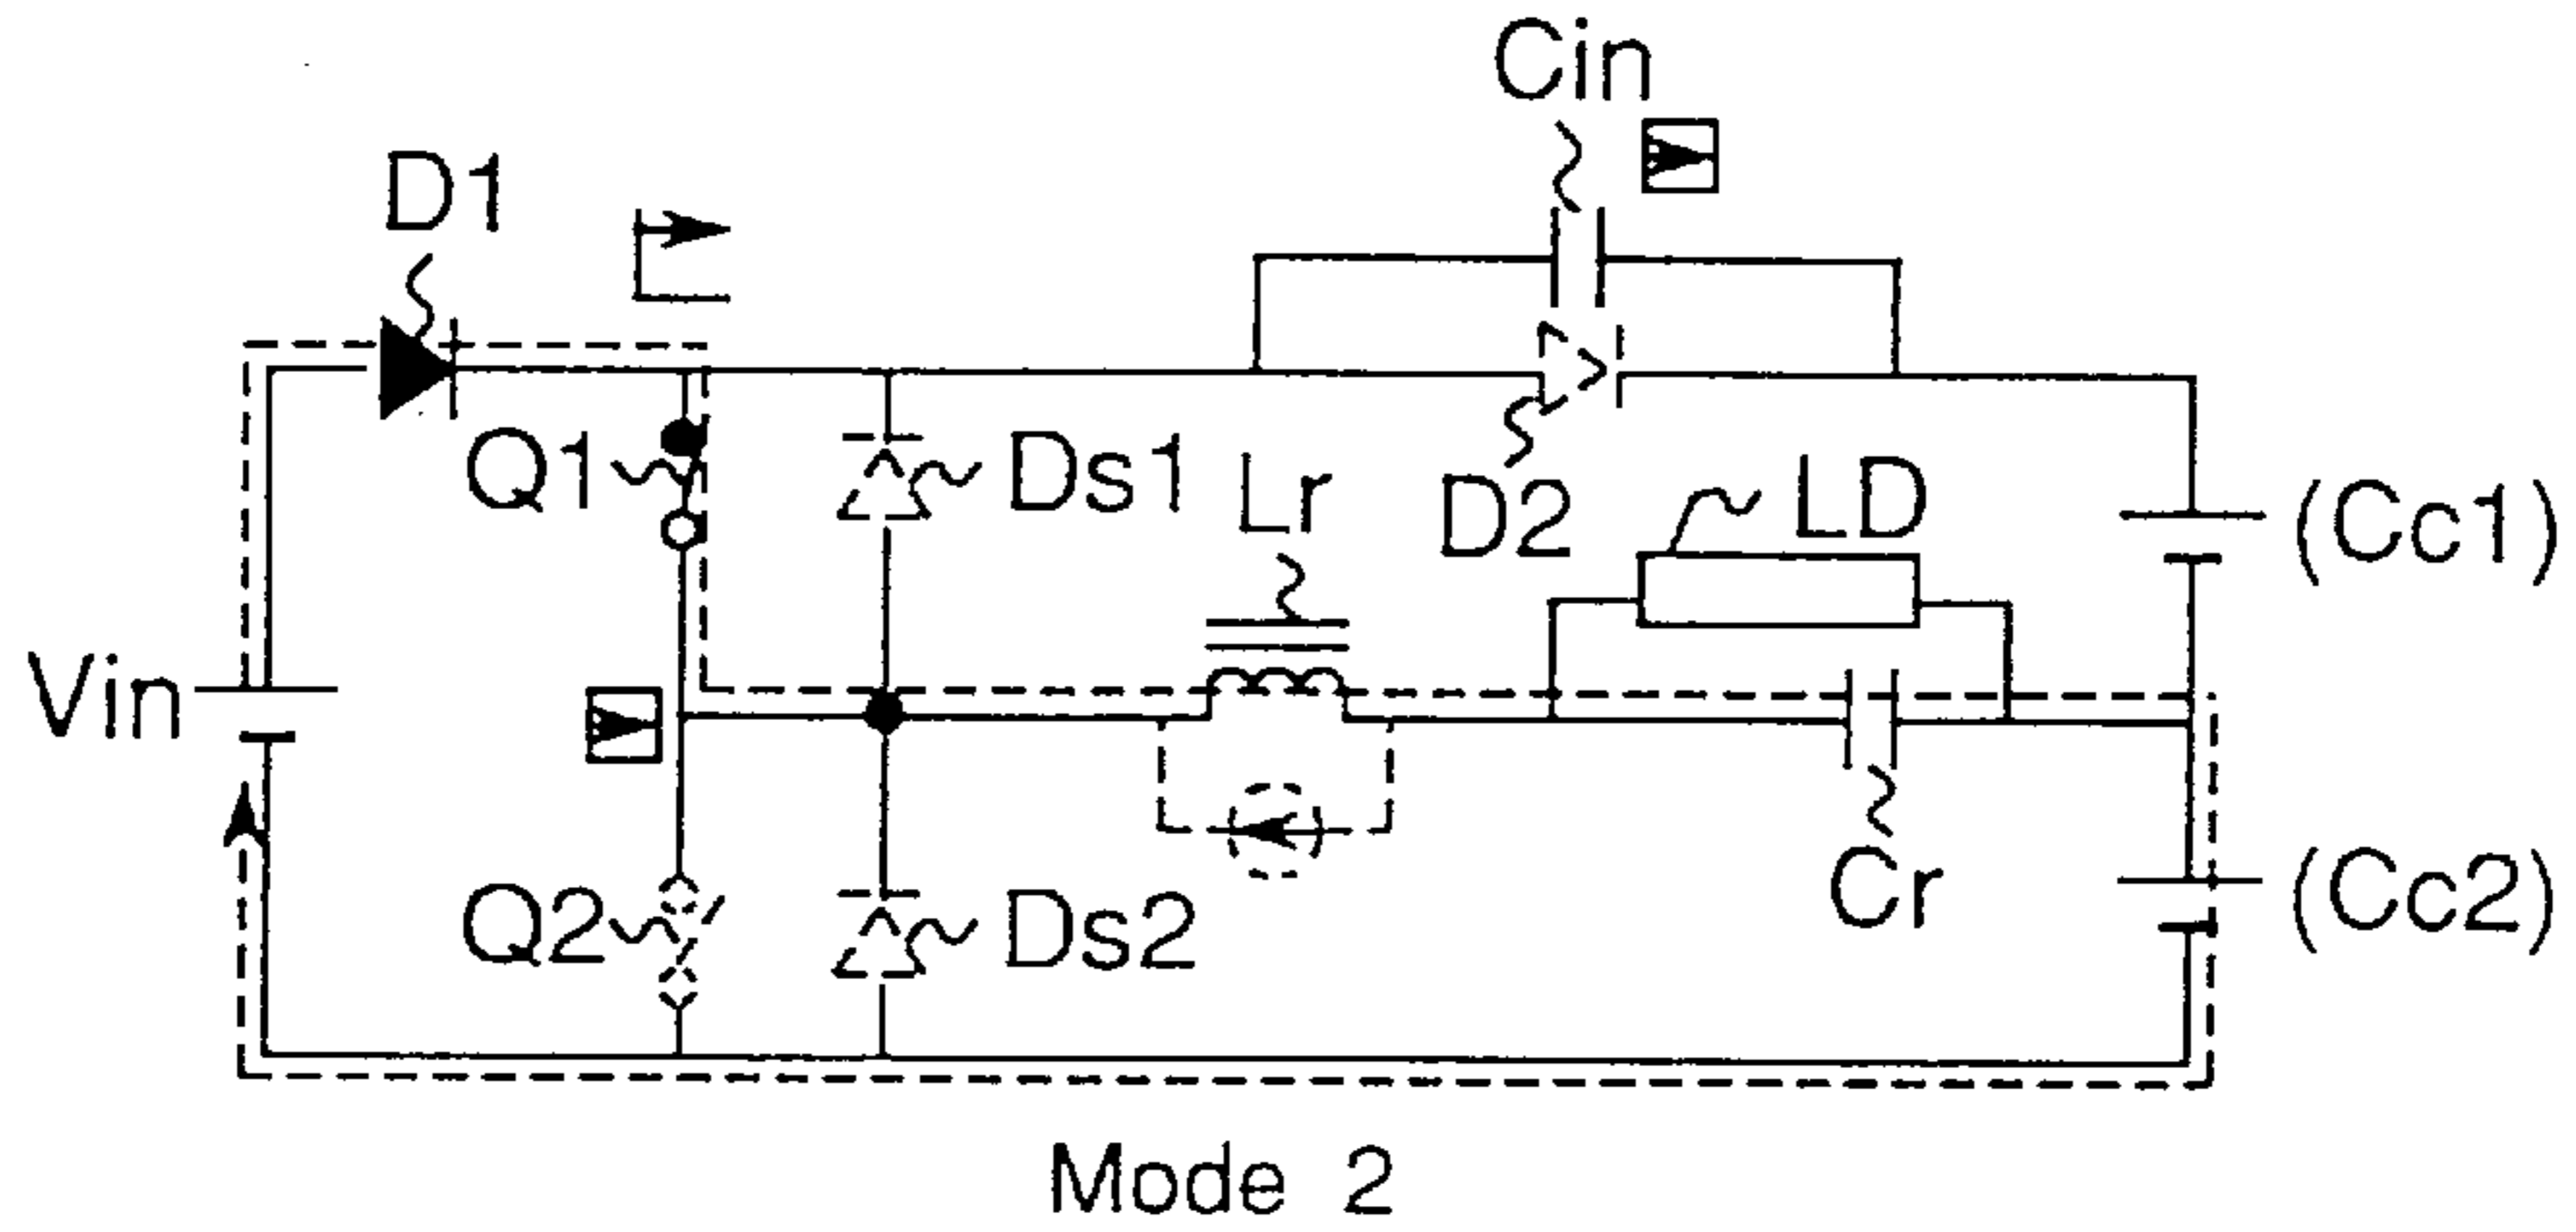 Cin
D1
Q1
Ds1
Lr
D2
LD
(Cc1)
Vin
Q2
Ds2
Cr
(Cc2)
Mode 2